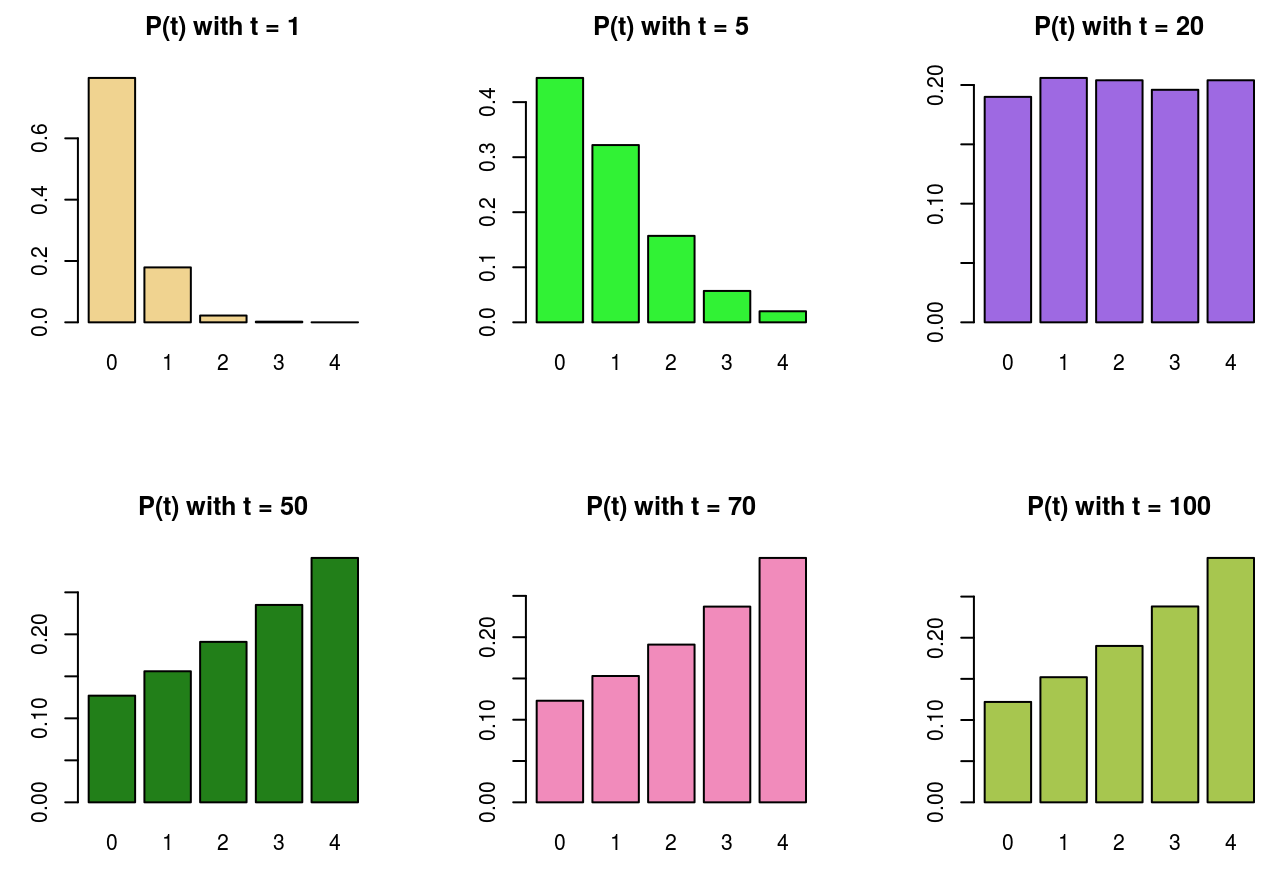 P(t) with t = 1
0.0 0.2 0.4 0.6
0 1 2 3 4
P(t) with t = 5
0.0 0.1 0.2 0.3 0.4
0 1 2 3 4
P(t) with t = 20
0.00 0.10 0.20
0 1 2 3 4
P(t) with t = 50
0.00 0.10 0.20
0 1 2 3 4
P(t) with t = 70
0.00 0.10 0.20
0 1 2 3 4
P(t) with t = 100
0.00 0.10 0.20
0 1 2 3 4